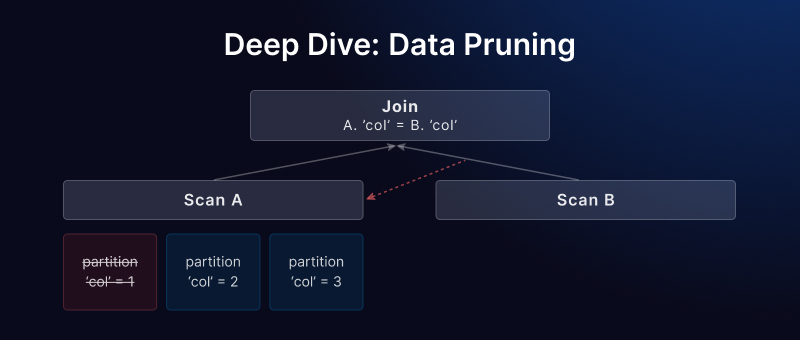 Deep Dive: Data Pruning
Join
A. ‘col’ = B. ‘col’
Scan A
Scan B
partition
‘col’ = 1
partition
‘col’ = 2
partition
‘col’ = 3